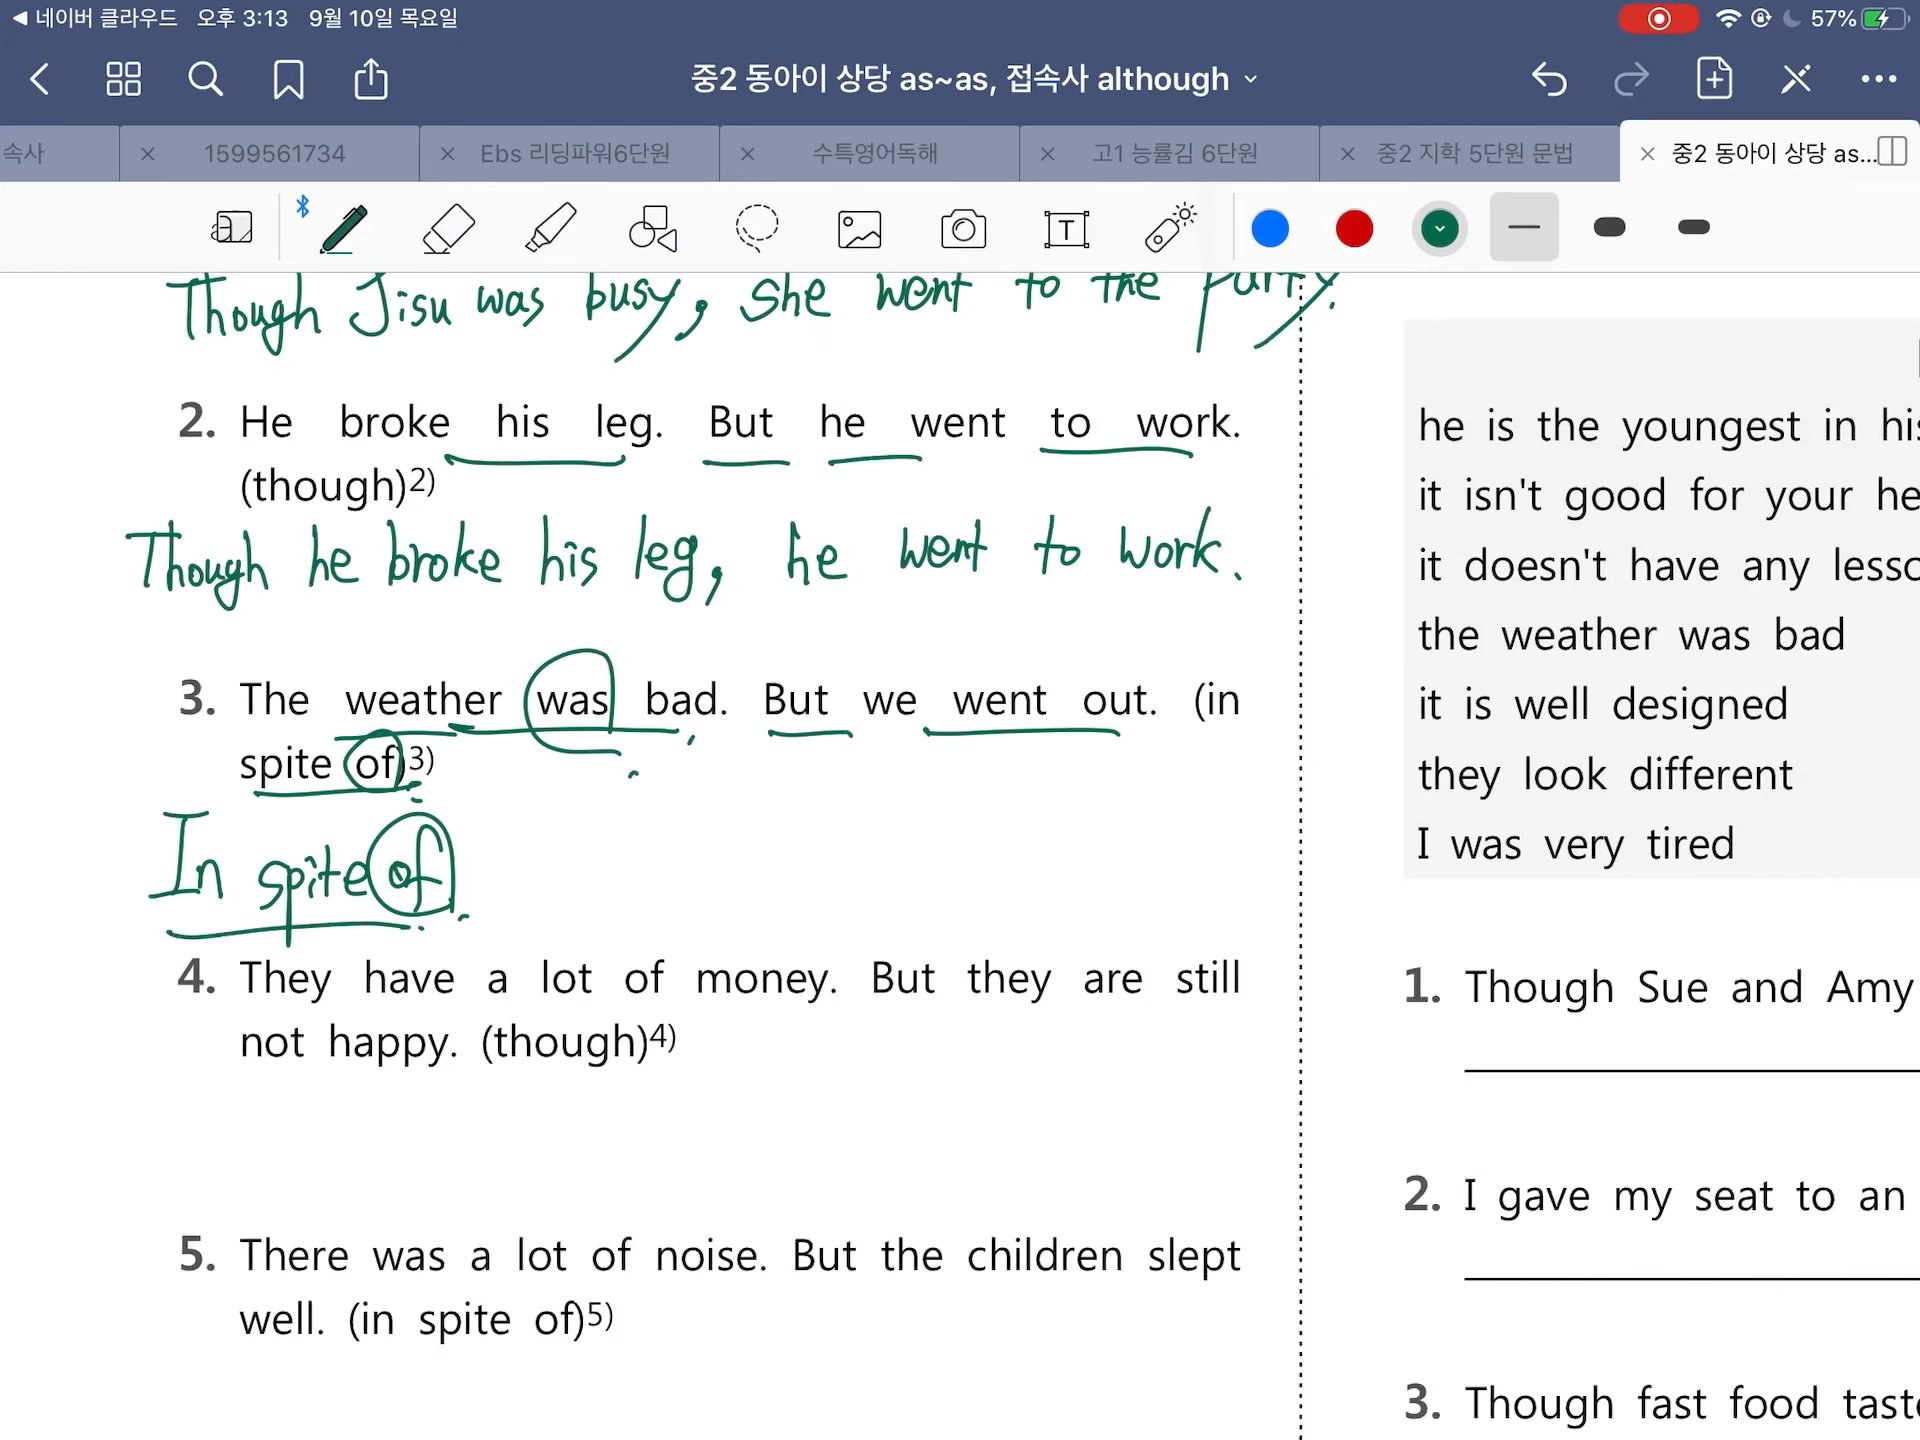 ◀ 네이버 클라우드 오후 3:13 9월 10일 목요일 57%
중2 동아이 상당 as~as, 접속사 although
속사 × 1599561734 × Ebs 리딩파워6단원 × 수특영어독해 × 고1 능률김 6단원 × 중2 지학 5단원 문법 × 중2 동아이 상당 as...
Though Jisu was busy, she went to the party.
2. He broke his leg. But he went to work.
(though)2)
Though he broke his leg, he went to work.
3. The weather was bad. But we went out. (in
spite of)3)
In spite of
4. They have a lot of money. But they are still
not happy. (though)4)
5. There was a lot of noise. But the children slept
well. (in spite of)5)
he is the youngest in his
it isn't good for your he
it doesn't have any lesso
the weather was bad
it is well designed
they look different
I was very tired
1. Though Sue and Amy
2. I gave my seat to an
3. Though fast food taste